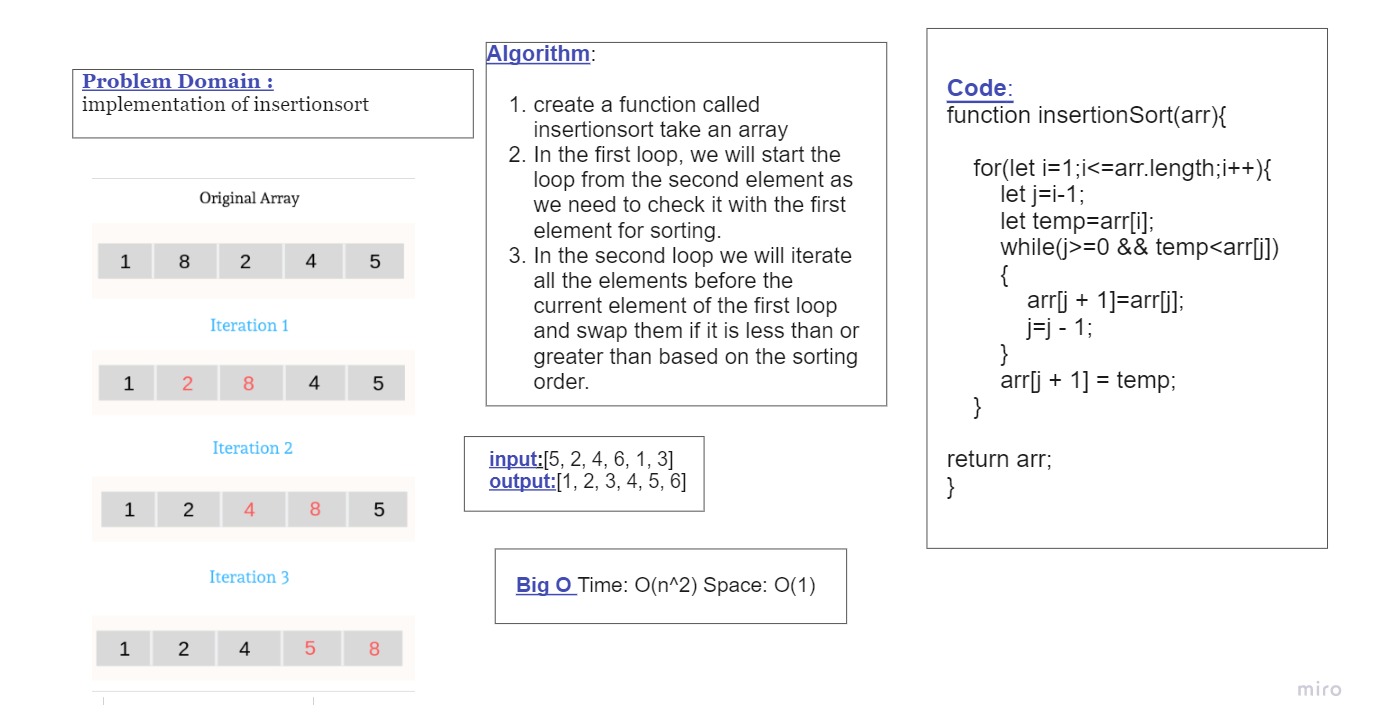 Problem Domain :
implementation of insertionsort
Original Array
1 8 2 4 5
Iteration 1
1 2 8 4 5
Iteration 2
1 2 4 8 5
Iteration 3
1 2 4 5 8
Algorithm:
1. create a function called
insertionsort take an array
2. In the first loop, we will start the
loop from the second element as
we need to check it with the first
element for sorting.
3. In the second loop we will iterate
all the elements before the
current element of the first loop
and swap them if it is less than or
greater than based on the sorting
order.
input:[5, 2, 4, 6, 1, 3]
output:[1, 2, 3, 4, 5, 6]
Big O Time: O(n^2) Space: O(1)
Code:
function insertionSort(arr){
for(let i=1;i<=arr.length;i++){
let j=i-1;
let temp=arr[i];
while(j>=0 && temp<arr[j])
{
arr[j + 1]=arr[j];
j=j - 1;
}
arr[j + 1] = temp;
}
return arr;
}
miro